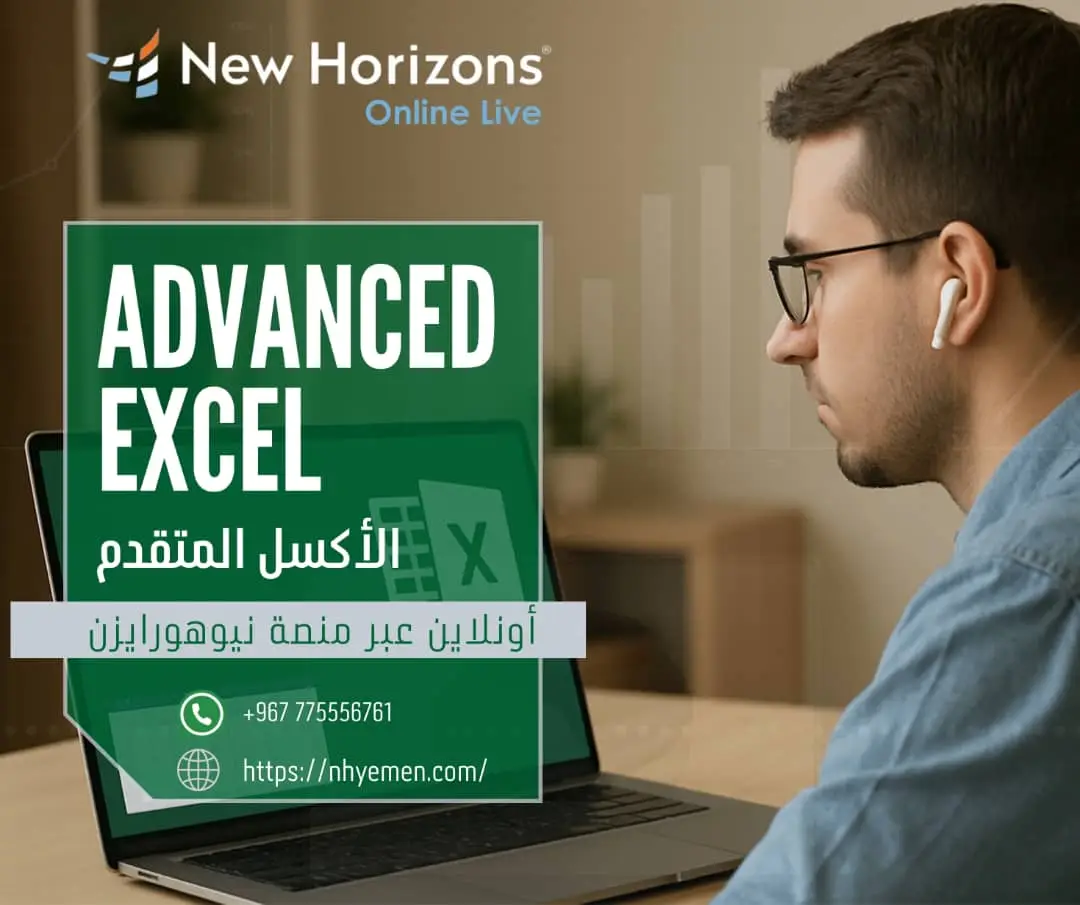 New Horizons®
Online Live
ADVANCED
EXCEL
الأكسل المتقدم
X
أونلاين عبر منصة نيوهورايزن
+967 775556761
https://nhyemen.com/